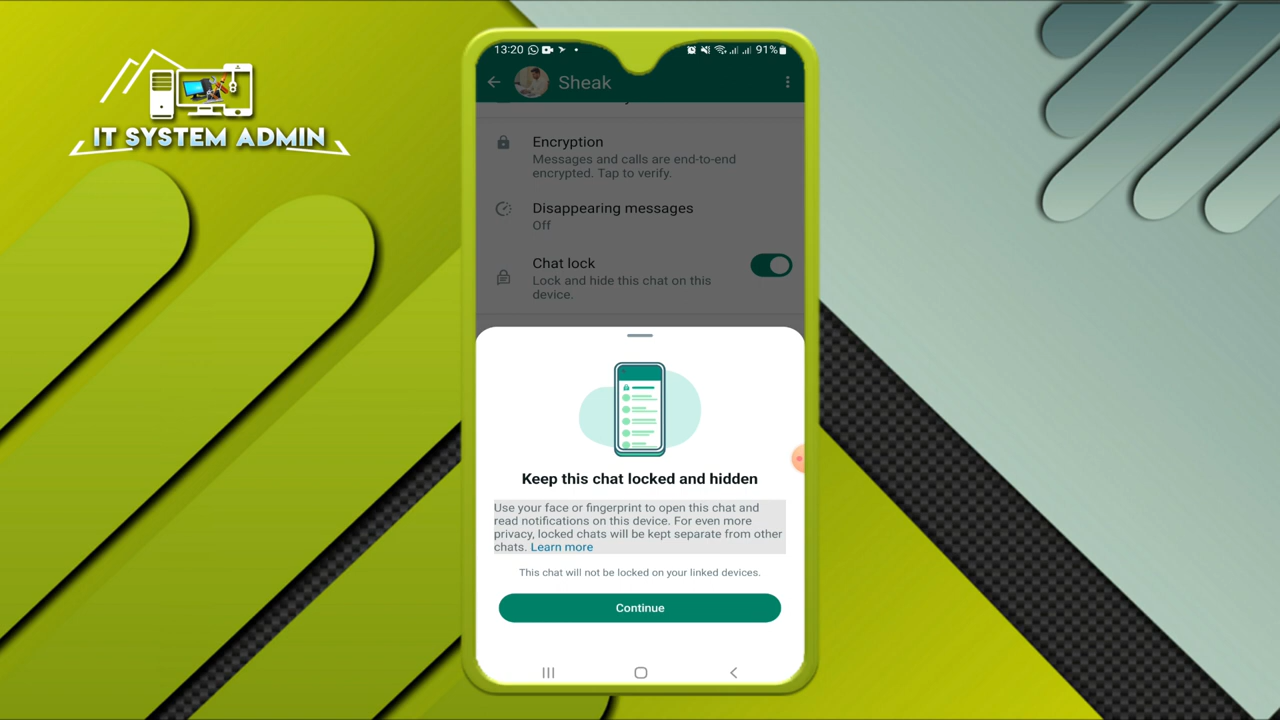 IT SYSTEM ADMIN
13:20
91%
Sheak
Encryption
Messages and calls are end-to-end
encrypted. Tap to verify.
Disappearing messages
Off
Chat lock
Lock and hide this chat on this
device.
Keep this chat locked and hidden
Use your face or fingerprint to open this chat and
read notifications on this device. For even more
privacy, locked chats will be kept separate from other
chats. Learn more
This chat will not be locked on your linked devices.
Continue